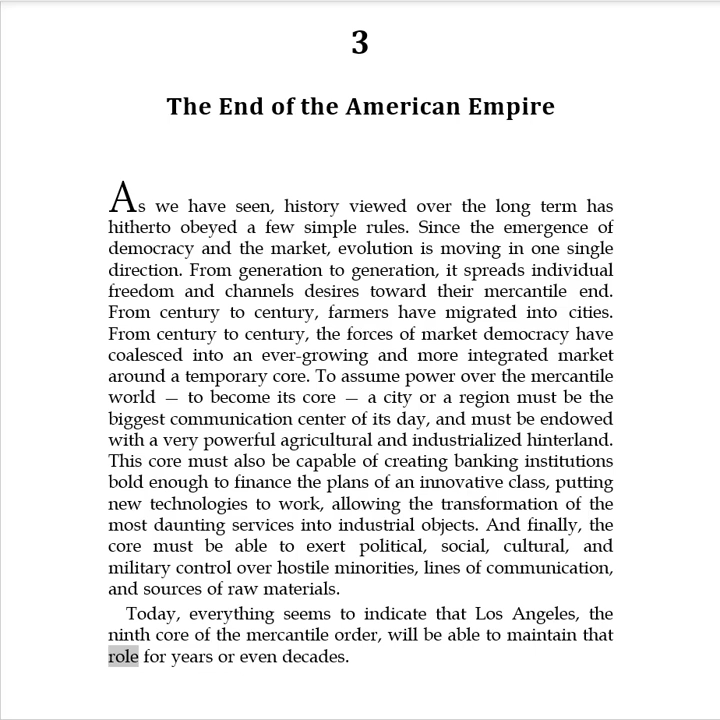 3
The End of the American Empire
As we have seen, history viewed over the long term has
hitherto obeyed a few simple rules. Since the emergence of
democracy and the market, evolution is moving in one single
direction. From generation to generation, it spreads individual
freedom and channels desires toward their mercantile end.
From century to century, farmers have migrated into cities.
From century to century, the forces of market democracy have
coalesced into an ever-growing and more integrated market
around a temporary core. To assume power over the mercantile
world — to become its core — a city or a region must be the
biggest communication center of its day, and must be endowed
with a very powerful agricultural and industrialized hinterland.
This core must also be capable of creating banking institutions
bold enough to finance the plans of an innovative class, putting
new technologies to work, allowing the transformation of the
most daunting services into industrial objects. And finally, the
core must be able to exert political, social, cultural, and
military control over hostile minorities, lines of communication,
and sources of raw materials.
Today, everything seems to indicate that Los Angeles, the
ninth core of the mercantile order, will be able to maintain that
role for years or even decades.